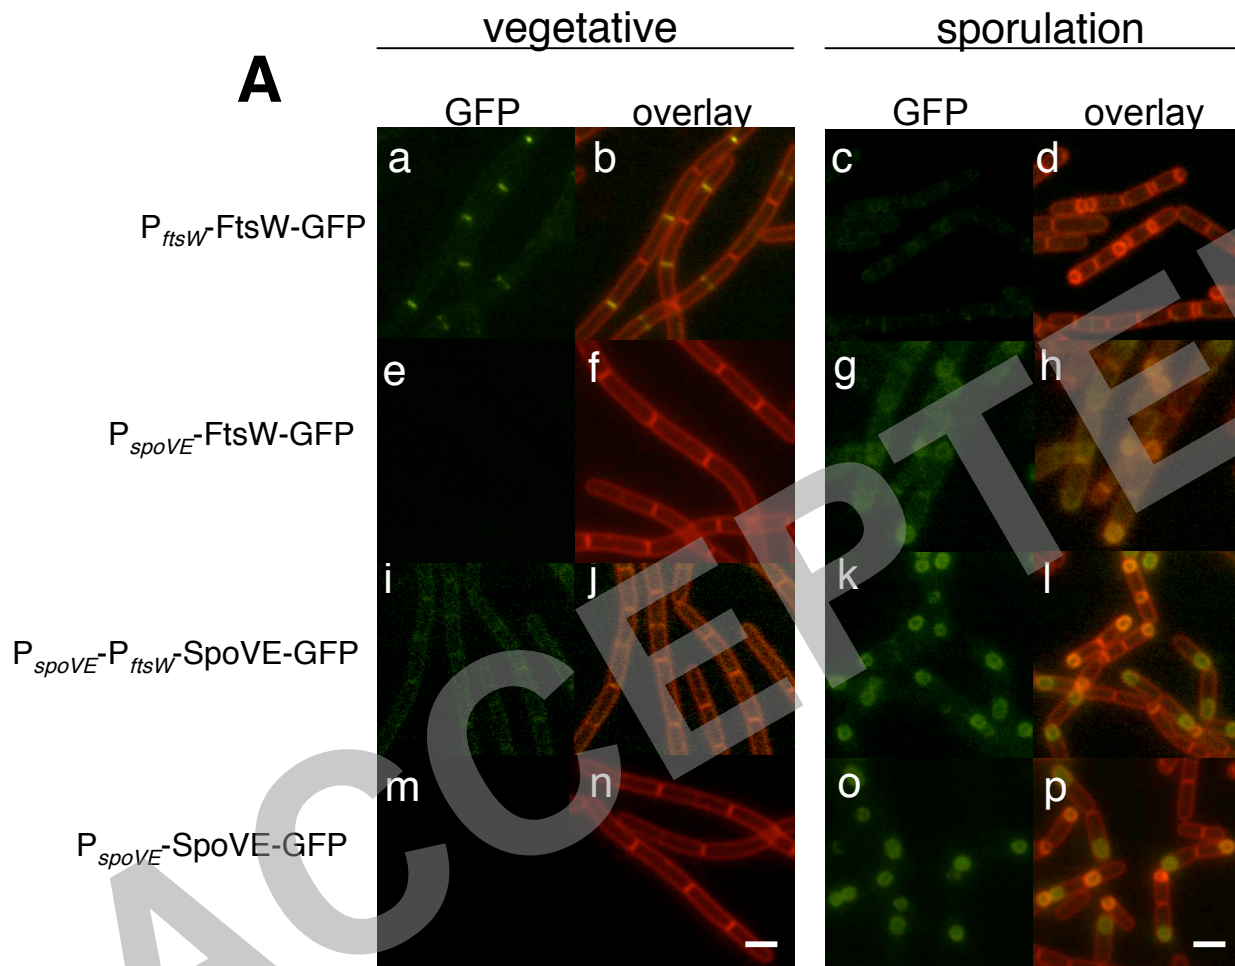 vegetative sporulation
A
GFP overlay GFP overlay
a b c d
PftsW-FtsW-GFP
e f g h
PspoVE-FtsW-GFP
i j k l
PspoVE-PftsW-SpoVE-GFP
m n o p
PspoVE-SpoVE-GFP
ACCEPTE